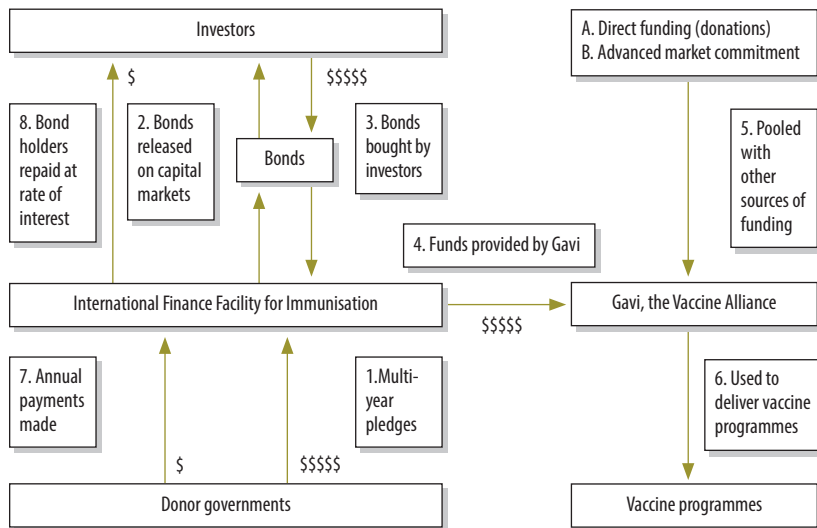 Investors
A. Direct funding (donations)
B. Advanced market commitment
$
$$$$$
8. Bond
holders
repaid at
rate of
interest
2. Bonds
released
on capital
markets
Bonds
3. Bonds
bought by
investors
5. Pooled
with
other
sources of
funding
4. Funds provided by Gavi
International Finance Facility for Immunisation
$$$$$
Gavi, the Vaccine Alliance
7. Annual
payments
made
1.Multi-
year
pledges
6. Used to
deliver vaccine
programmes
$
$$$$$
Donor governments
Vaccine programmes